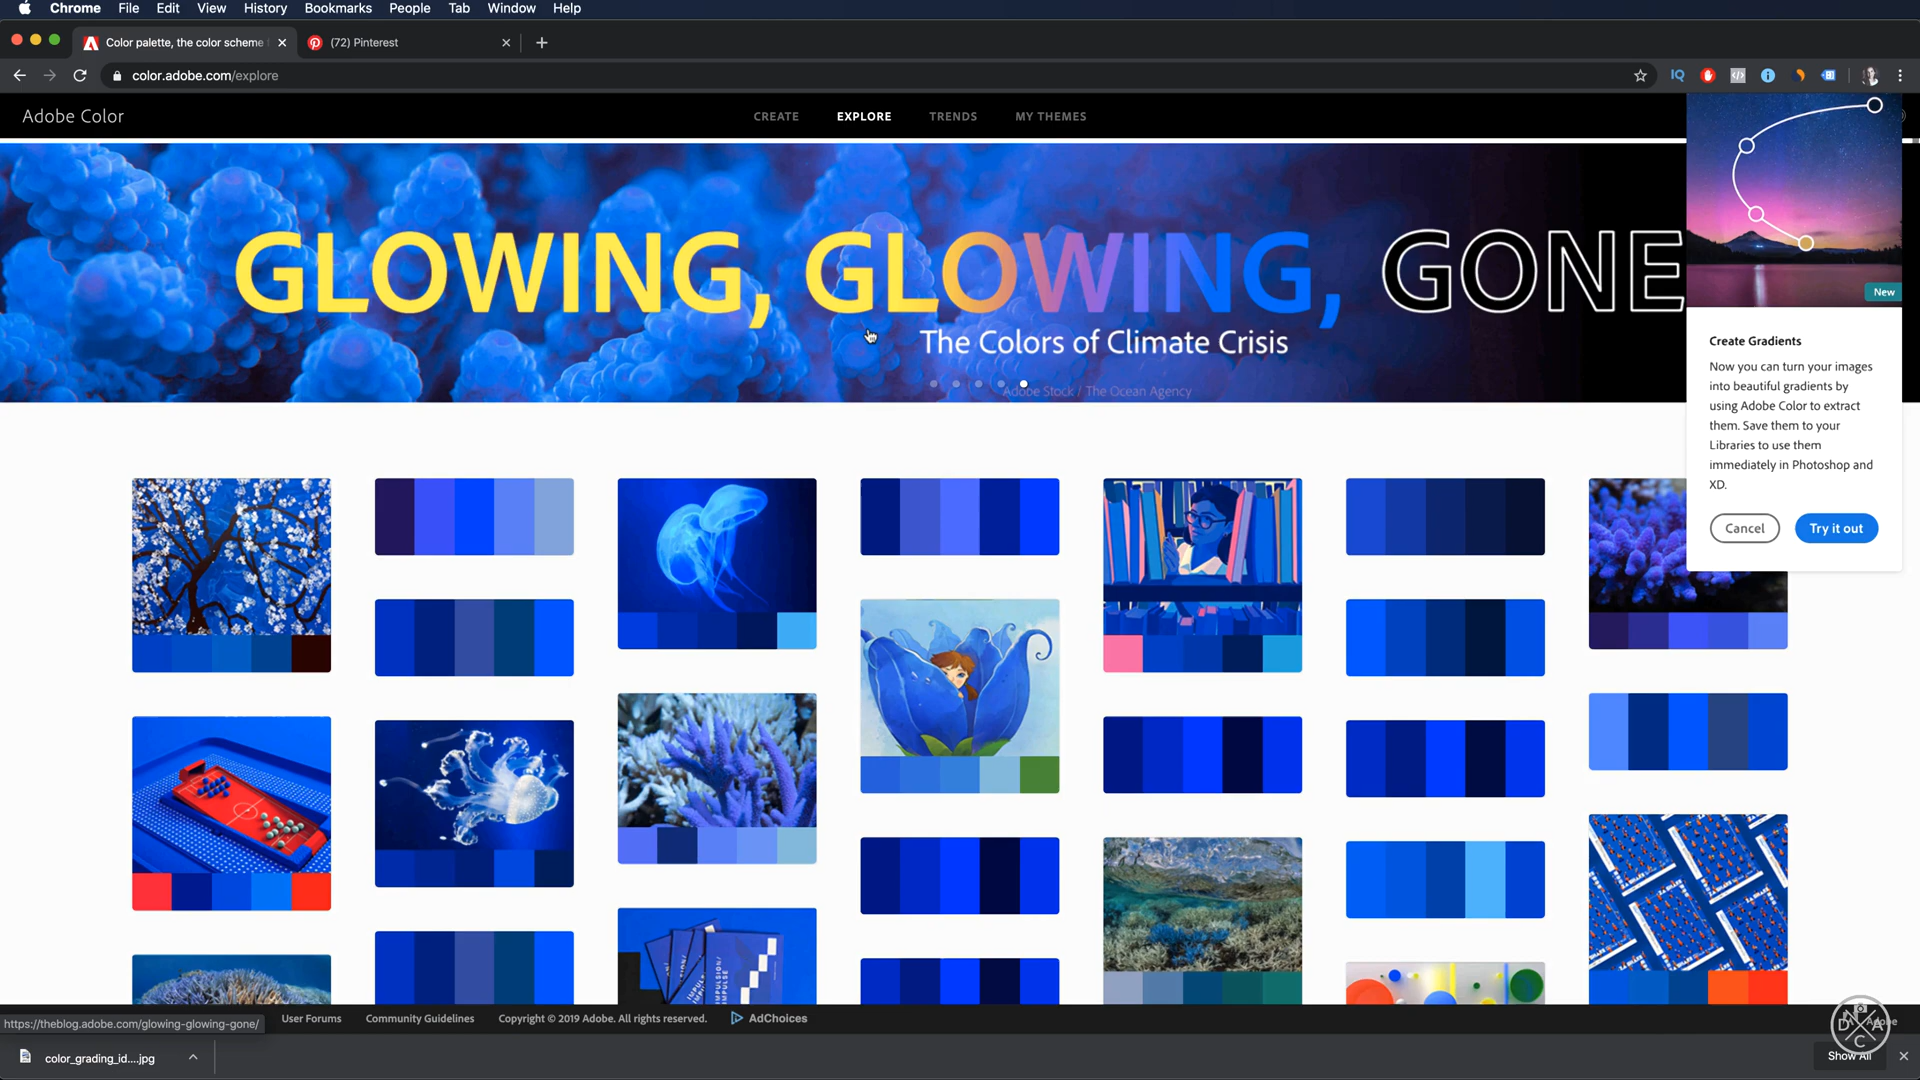 Chrome File Edit View History Bookmarks People Tab Window Help
Color palette, the color scheme
(72) Pinterest
color.adobe.com/explore
IQ
Adobe Color
CREATE EXPLORE TRENDS MY THEMES
GLOWING, GLOWING, GONE
The Colors of Climate Crisis
Adobe Stock / The Ocean Agency
New
Create Gradients
Now you can turn your images
into beautiful gradients by
using Adobe Color to extract
them. Save them to your
Libraries to use them
immediately in Photoshop and
XD.
Cancel Try it out
IMPULSION/
IMPULSE
https://theblog.adobe.com/glowing-glowing-gone/
User Forums Community Guidelines Copyright © 2019 Adobe. All rights reserved. AdChoices
Adobe
DAC
color_grading_id....jpg
Show All